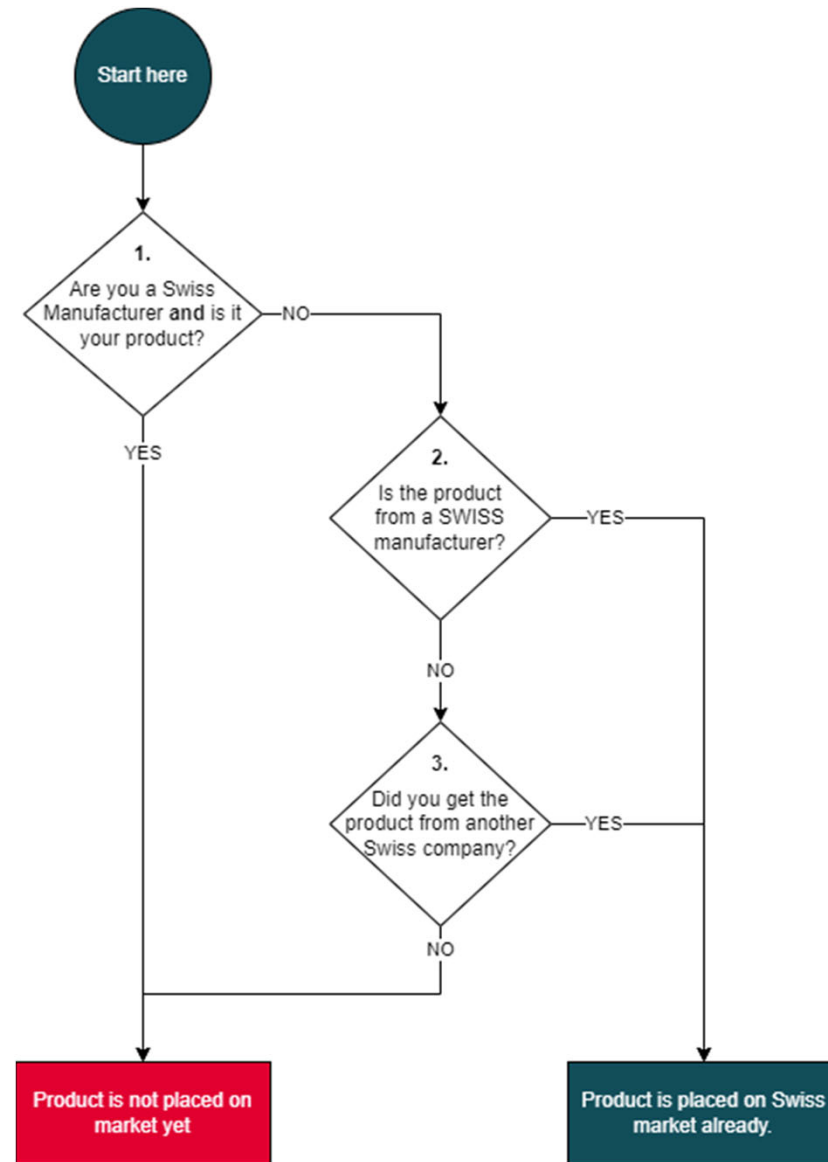 Start here
1.
Are you a Swiss
Manufacturer and is it
your product?
NO
YES
2.
Is the product
from a SWISS
manufacturer?
YES
NO
3.
Did you get the
product from another
Swiss company?
YES
NO
Product is not placed on
market yet
Product is placed on Swiss
market already.